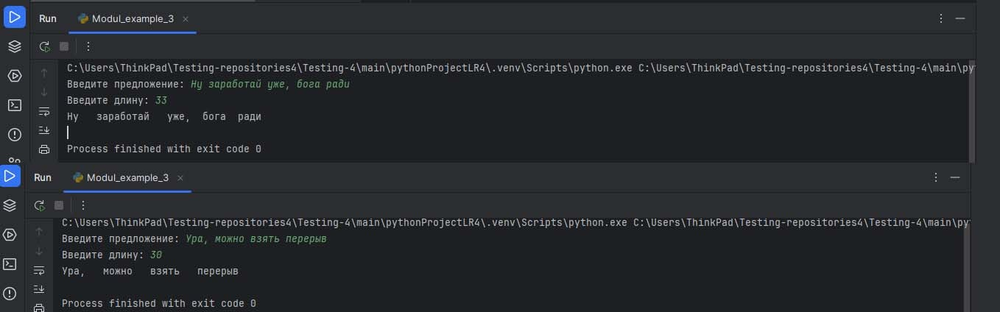 Run Modul_example_3
C:\Users\ThinkPad\Testing-repositories4\Testing-4\main\pythonProjectLR4\.venv\Scripts\python.exe C:\Users\ThinkPad\Testing-repositories4\Testing-4\main\py
Введите предложение: Ну заработай уже, бога ради
Введите длину: 33
Ну   заработай   уже,  бога  ради
Process finished with exit code 0
Run Modul_example_3
C:\Users\ThinkPad\Testing-repositories4\Testing-4\main\pythonProjectLR4\.venv\Scripts\python.exe C:\Users\ThinkPad\Testing-repositories4\Testing-4\main\py
Введите предложение: Ура, можно взять перерыв
Введите длину: 30
Ура,   можно   взять   перерыв
Process finished with exit code 0